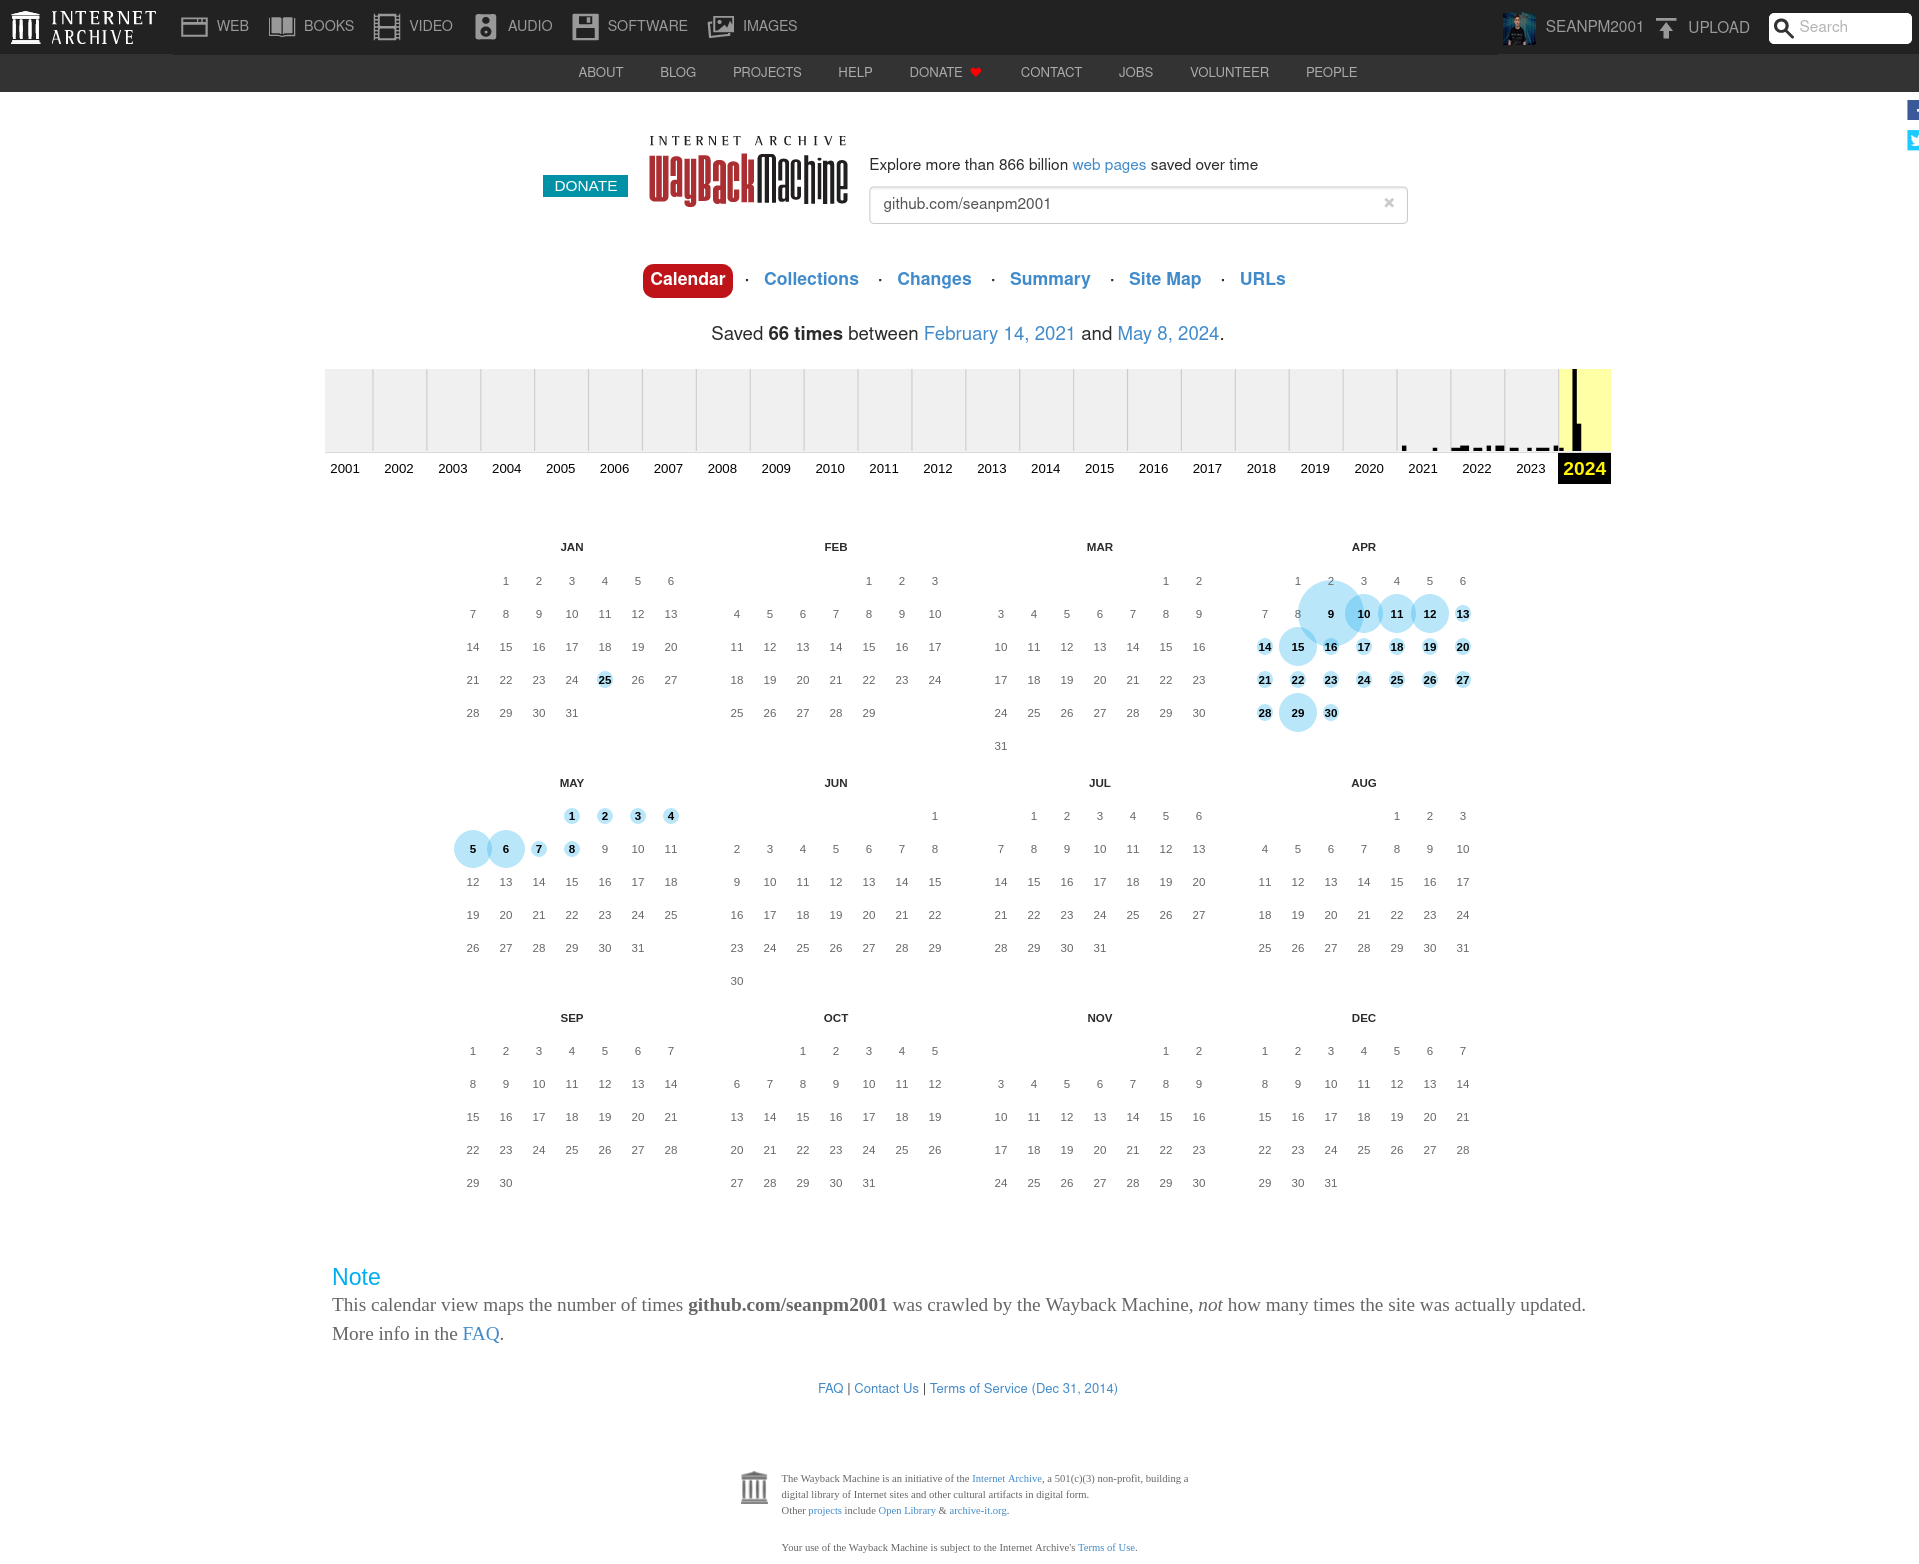 INTERNET ARCHIVE
WEB BOOKS VIDEO AUDIO SOFTWARE IMAGES SEANPM2001 UPLOAD Search
ABOUT BLOG PROJECTS HELP DONATE CONTACT JOBS VOLUNTEER PEOPLE
DONATE
INTERNET ARCHIVE
WayBackMachine
Explore more than 866 billion web pages saved over time
github.com/seanpm2001 ×
Calendar · Collections · Changes · Summary · Site Map · URLs
Saved 66 times between February 14, 2021 and May 8, 2024.
2001 2002 2003 2004 2005 2006 2007 2008 2009 2010 2011 2012 2013 2014 2015 2016 2017 2018 2019 2020 2021 2022 2023 2024
JAN FEB MAR APR
1 2 3 4 5 6 1 2 3 1 2 1 2 3 4 5 6
7 8 9 10 11 12 13 4 5 6 7 8 9 10 3 4 5 6 7 8 9 7 8 9 10 11 12 13
14 15 16 17 18 19 20 11 12 13 14 15 16 17 10 11 12 13 14 15 16 14 15 16 17 18 19 20
21 22 23 24 25 26 27 18 19 20 21 22 23 24 17 18 19 20 21 22 23 21 22 23 24 25 26 27
28 29 30 31 25 26 27 28 29 24 25 26 27 28 29 30 28 29 30
31
MAY JUN JUL AUG
1 2 3 4 1 1 2 3 4 5 6 1 2 3
5 6 7 8 9 10 11 2 3 4 5 6 7 8 7 8 9 10 11 12 13 4 5 6 7 8 9 10
12 13 14 15 16 17 18 9 10 11 12 13 14 15 14 15 16 17 18 19 20 11 12 13 14 15 16 17
19 20 21 22 23 24 25 16 17 18 19 20 21 22 21 22 23 24 25 26 27 18 19 20 21 22 23 24
26 27 28 29 30 31 23 24 25 26 27 28 29 28 29 30 31 25 26 27 28 29 30 31
30
SEP OCT NOV DEC
1 2 3 4 5 6 7 1 2 3 4 5 1 2 1 2 3 4 5 6 7
8 9 10 11 12 13 14 6 7 8 9 10 11 12 3 4 5 6 7 8 9 8 9 10 11 12 13 14
15 16 17 18 19 20 21 13 14 15 16 17 18 19 10 11 12 13 14 15 16 15 16 17 18 19 20 21
22 23 24 25 26 27 28 20 21 22 23 24 25 26 17 18 19 20 21 22 23 22 23 24 25 26 27 28
29 30 27 28 29 30 31 24 25 26 27 28 29 30 29 30 31
Note
This calendar view maps the number of times github.com/seanpm2001 was crawled by the Wayback Machine, not how many times the site was actually updated.
More info in the FAQ.
FAQ | Contact Us | Terms of Service (Dec 31, 2014)
The Wayback Machine is an initiative of the Internet Archive, a 501(c)(3) non-profit, building a
digital library of Internet sites and other cultural artifacts in digital form.
Other projects include Open Library & archive-it.org.
Your use of the Wayback Machine is subject to the Internet Archive's Terms of Use.